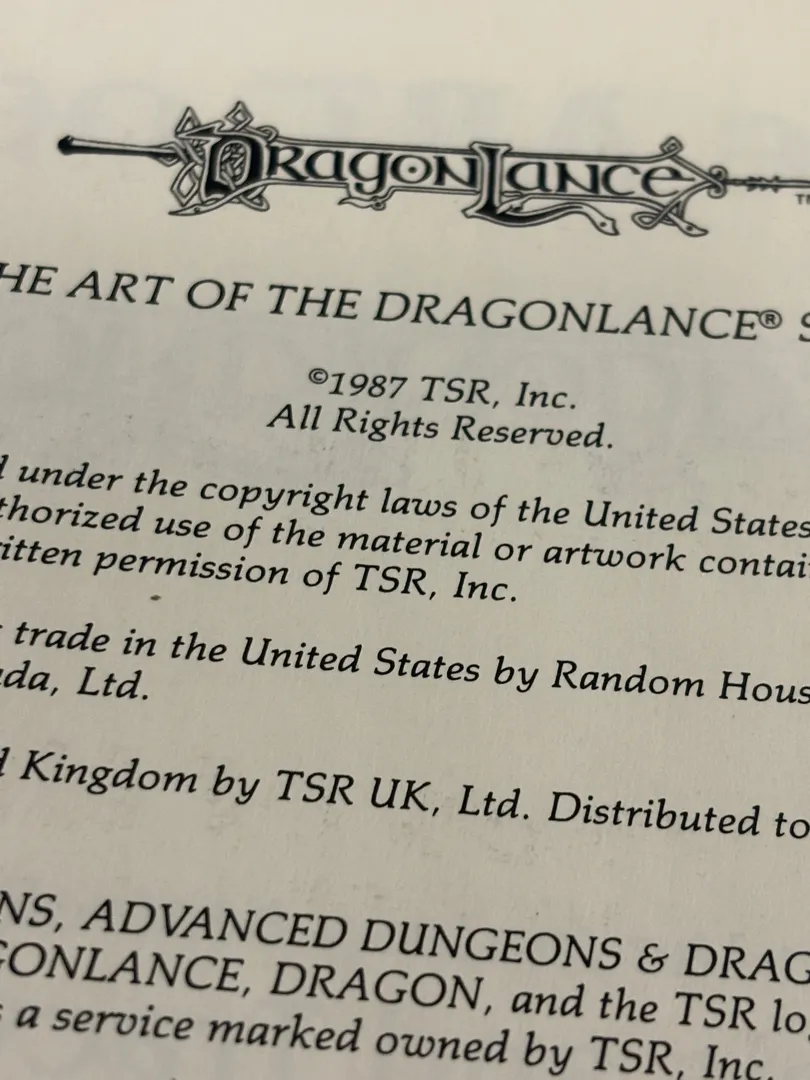 DRAGONLANCE
HE ART OF THE DRAGONLANCE® S
©1987 TSR, Inc.
All Rights Reserved.
d under the copyright laws of the United States
thorized use of the material or artwork contai
ritten permission of TSR, Inc.
trade in the United States by Random Hous
ada, Ltd.
d Kingdom by TSR UK, Ltd. Distributed to
NS, ADVANCED DUNGEONS & DRAG
GONLANCE, DRAGON, and the TSR lo
s a service marked owned by TSR, Inc.